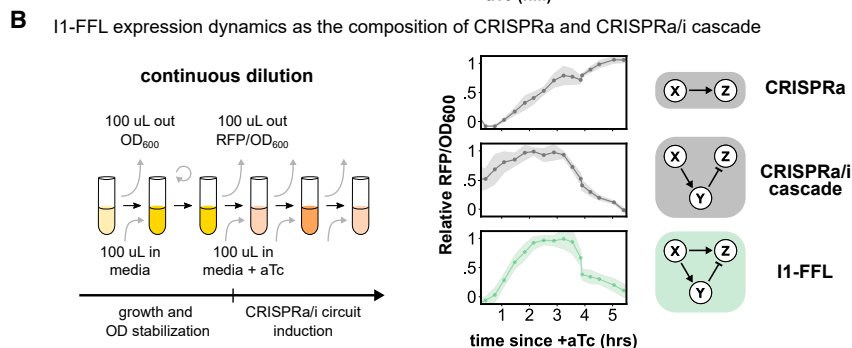 B
I1-FFL expression dynamics as the composition of CRISPRa and CRISPRa/i cascade
continuous dilution
100 uL out
OD600
100 uL out
RFP/OD600
100 uL in
media
100 uL in
media + aTc
growth and
OD stabilization
CRISPRa/i circuit
induction
Relative RFP/OD600
1
.5
0
1
0.5
0
1
.5
0
1 2 3 4 5
time since +aTc (hrs)
X Z
CRISPRa
X Z
Y
CRISPRa/i
cascade
X Z
Y
I1-FFL